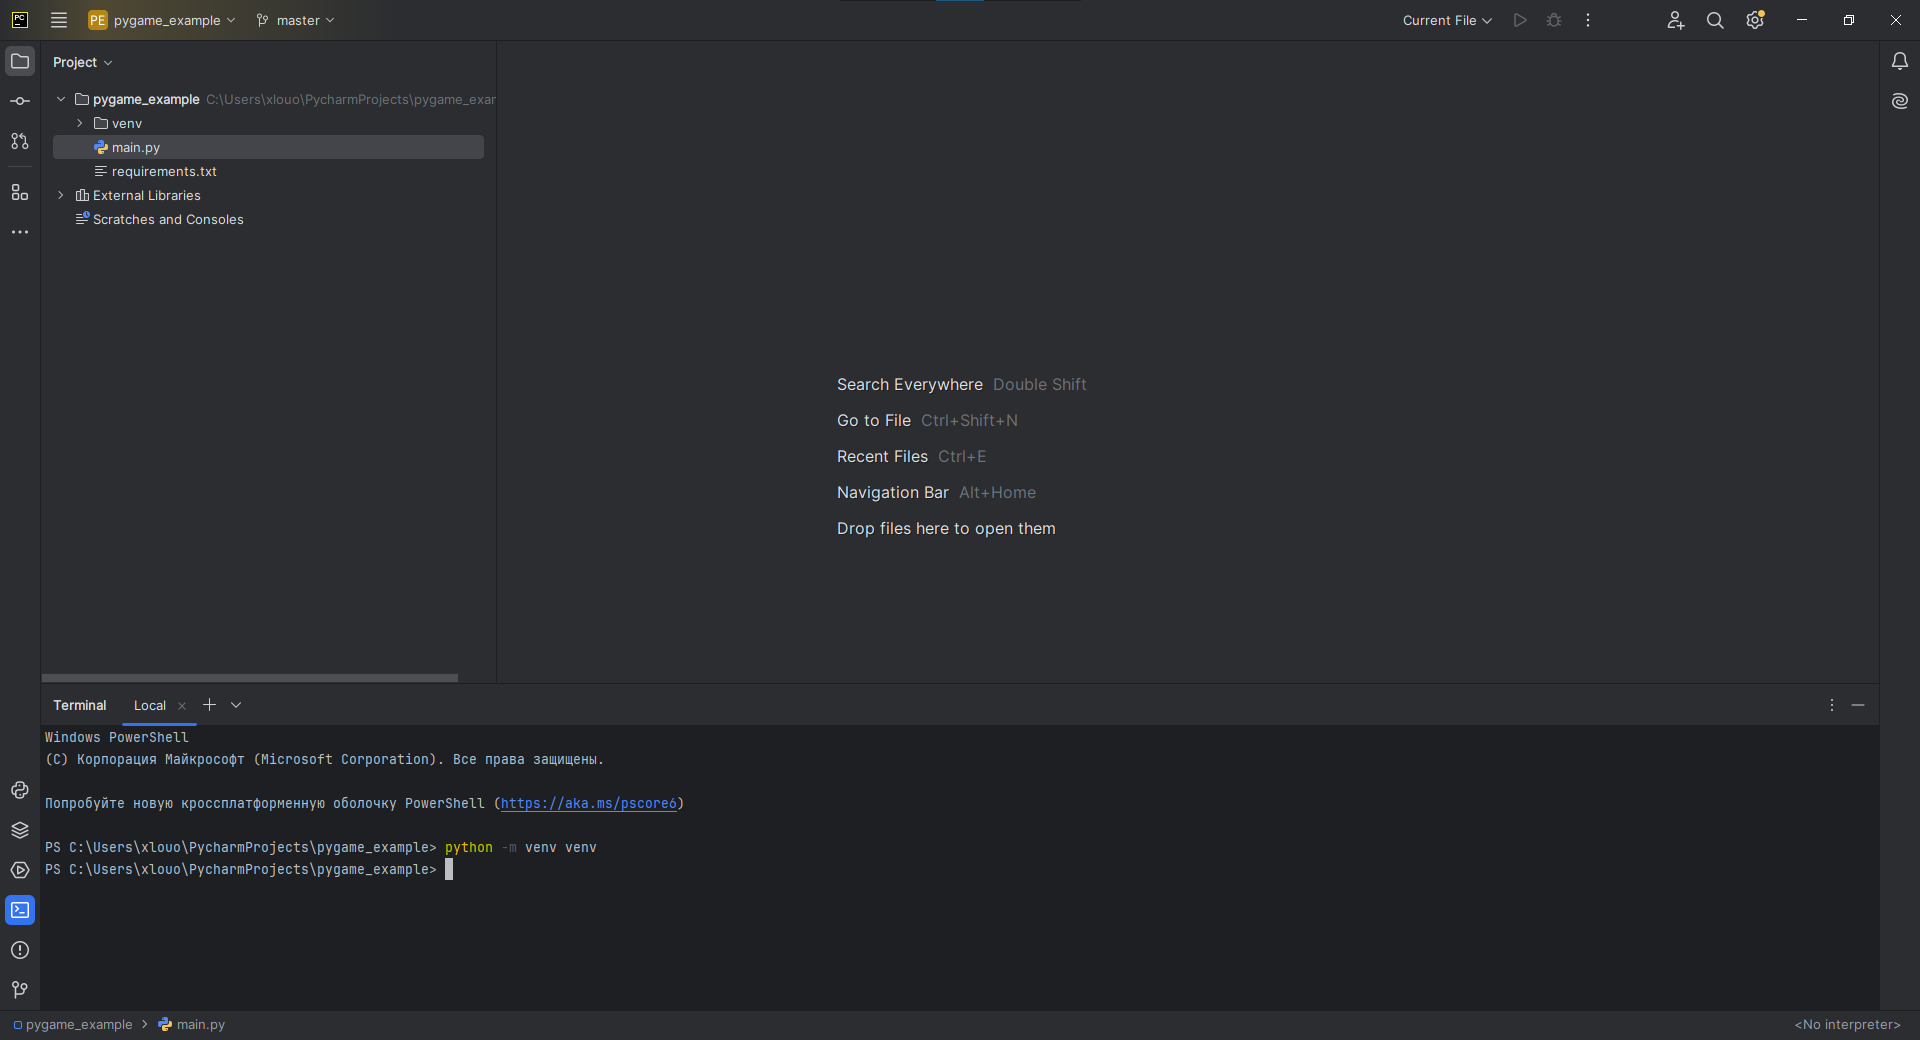 PC
PE pygame_example master Current File
Project
pygame_example C:\Users\xlouo\PycharmProjects\pygame_exar
venv
main.py
requirements.txt
External Libraries
Scratches and Consoles
Search Everywhere Double Shift
Go to File Ctrl+Shift+N
Recent Files Ctrl+E
Navigation Bar Alt+Home
Drop files here to open them
Terminal Local
Windows PowerShell
(C) Корпорация Майкрософт (Microsoft Corporation). Все права защищены.
Попробуйте новую кроссплатформенную оболочку PowerShell (https://aka.ms/pscore6)
PS C:\Users\xlouo\PycharmProjects\pygame_example> python -m venv venv
PS C:\Users\xlouo\PycharmProjects\pygame_example>
pygame_example > main.py <No interpreter>